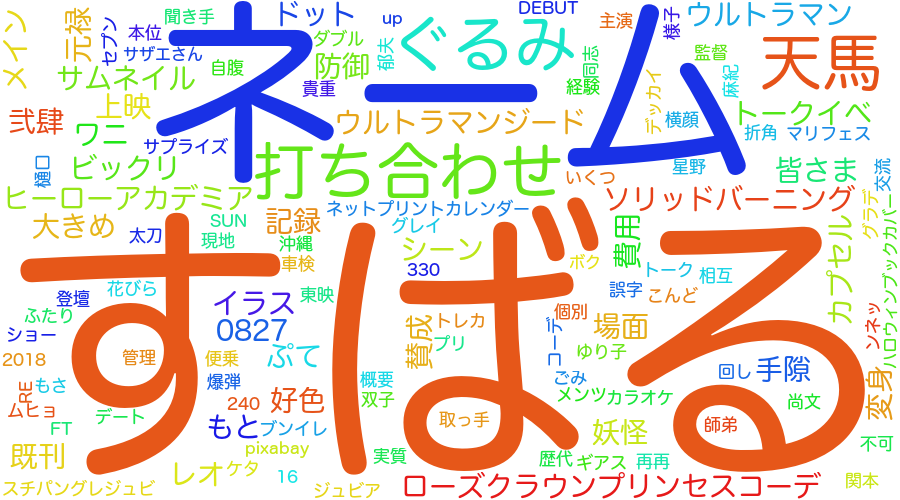 ネーム
すばる
打ち合わせ
天馬
ぐるみ
ドット
up
DEBUT
主演
様子
ウルトラマン
メイン
元禄
セブン
本位
聞き手
サザエさん
自腹
ダブル
防御
郁夫
同志
経験
監督
麻紀
デッカイ
横顔
サムネイル
上映
貴重
弐肆
ワニ
サプライズ
ウルトラマンジード
トークイベ
折角
マリフェス
樋口
ビックリ
星野
皆さま
交流
いくつ
ヒーローアカデミア
ネットプリントカレンダー
ソリッドバーニング
グラデ
大きめ
太刀
SUN
現地
記録
沖縄
車検
グレイ
シーン
330
ボク
費用
トーク
相互
カプセル
ハロウィンブックカバー
登壇
花びら
ふたり
ショー
イラス
0827
東映
賛成
トレカ
プリ
誤字
こんど
個別
場面
コーデ
ゆり子
ンネッ
2018
管理
便乗
ぷて
爆弾
概要
双子
ごみ
回し
手隙
変身
RE
もさ
ムヒョ
FT
デート
240
好色
もと
ブンイレ
取っ手
メンツ
カラオケ
妖怪
師弟
尚文
不可
既刊
pixabay
レオ
ケタ
16
実質
歴代
ギアス
再再
スチパングレジュビ
ジュビア
ローズクラウンプリンセスコーデ
関本